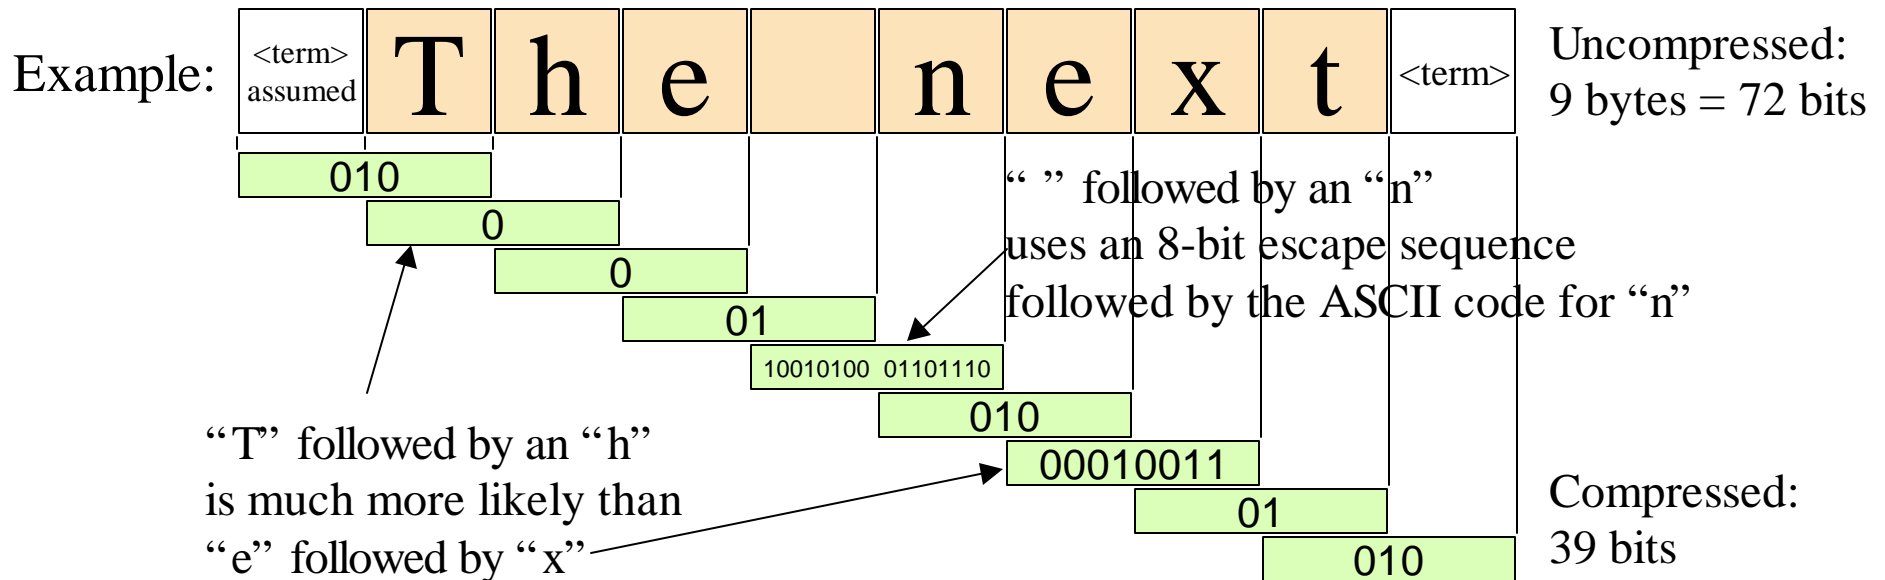 Example:
<term>
assumed
T h e n e x t
<term>
Uncompressed:
9 bytes = 72 bits
010
0
0
01
10010100 01101110
010
00010011
01
010
“ ” followed by an “n”
uses an 8-bit escape sequence
followed by the ASCII code for “n”
“T” followed by an “h”
is much more likely than
“e” followed by “x”
Compressed:
39 bits